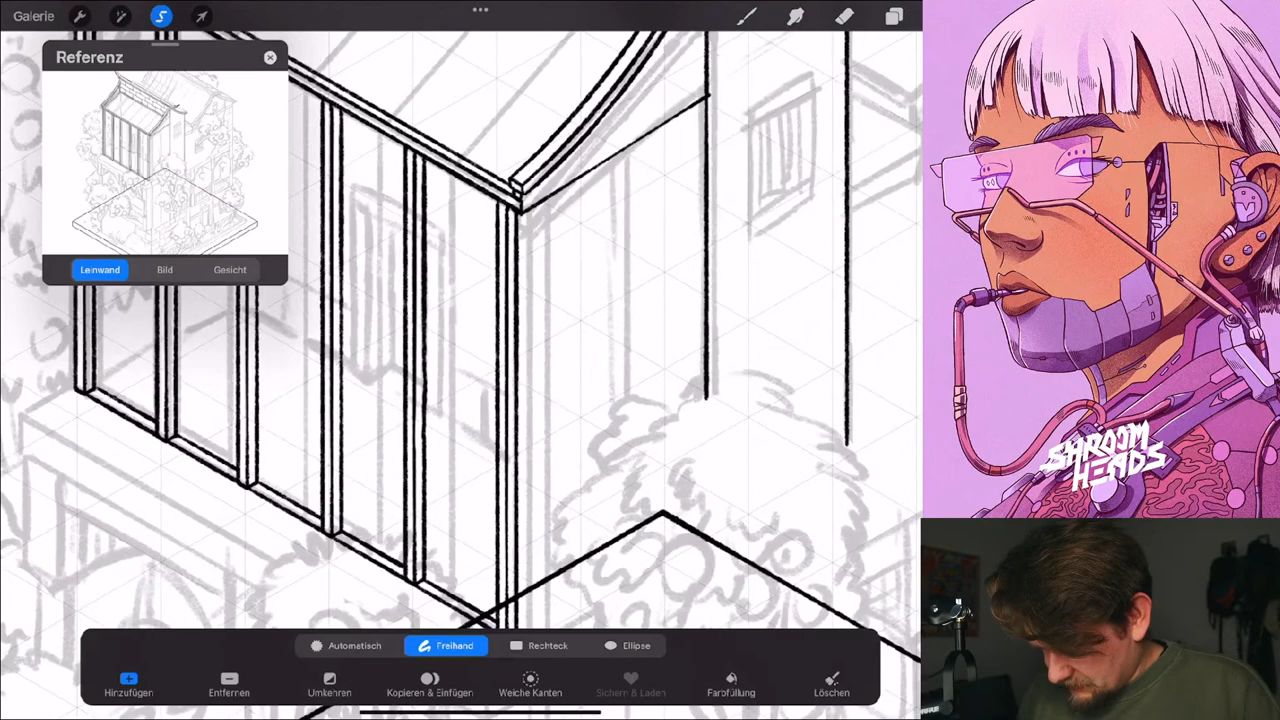 Galerie
Referenz
Leinwand Bild Gesicht
Automatisch Freihand Rechteck Ellipse
Hinzufügen Entfernen Umkehren Kopieren & Einfügen Weiche Kanten Sichern & Laden Farbfüllung Löschen
SHROOM
HEADS